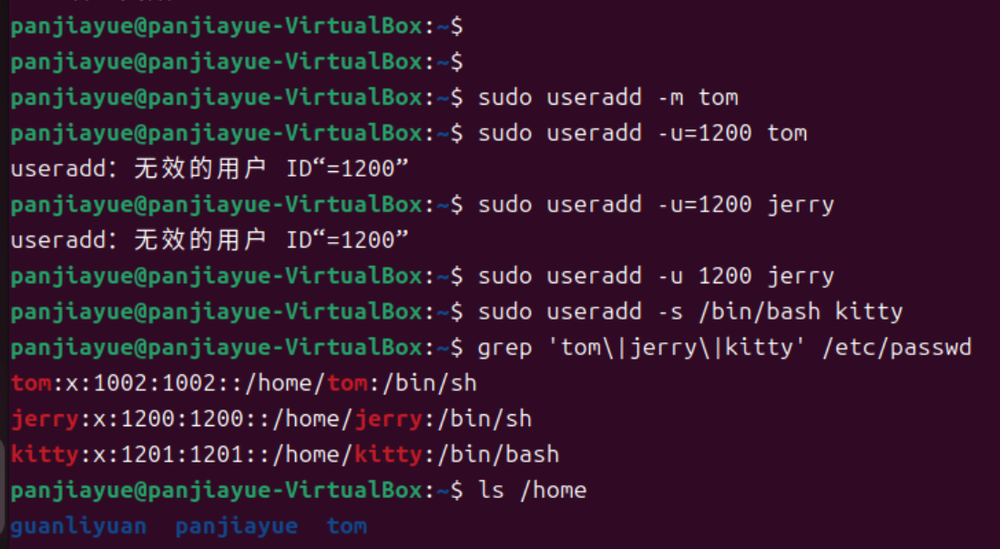 panjiayue@panjiayue-VirtualBox:~$
panjiayue@panjiayue-VirtualBox:~$
panjiayue@panjiayue-VirtualBox:~$ sudo useradd -m tom
panjiayue@panjiayue-VirtualBox:~$ sudo useradd -u=1200 tom
useradd：无效的用户 ID“=1200”
panjiayue@panjiayue-VirtualBox:~$ sudo useradd -u=1200 jerry
useradd：无效的用户 ID“=1200”
panjiayue@panjiayue-VirtualBox:~$ sudo useradd -u 1200 jerry
panjiayue@panjiayue-VirtualBox:~$ sudo useradd -s /bin/bash kitty
panjiayue@panjiayue-VirtualBox:~$ grep 'tom\|jerry\|kitty' /etc/passwd
tom:x:1002:1002::/home/tom:/bin/sh
jerry:x:1200:1200::/home/jerry:/bin/sh
kitty:x:1201:1201::/home/kitty:/bin/bash
panjiayue@panjiayue-VirtualBox:~$ ls /home
guanliyuan  panjiayue  tom